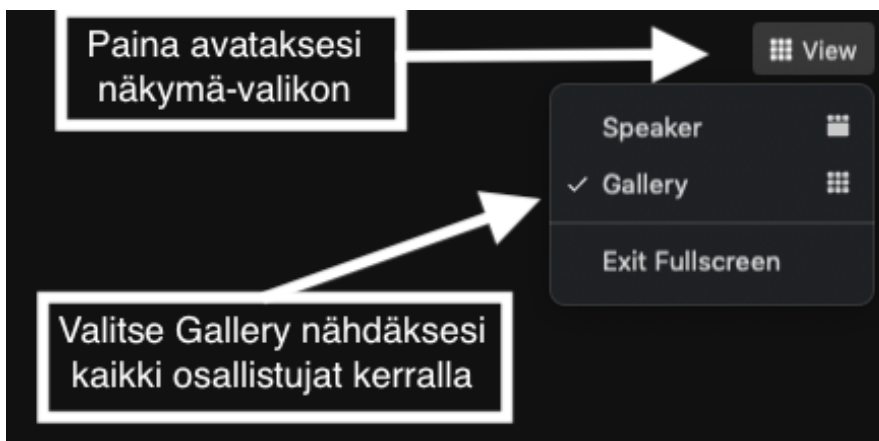 Paina avataksesi
näkymä-valikon
View
Speaker
Gallery
Exit Fullscreen
Valitse Gallery nähdäksesi
kaikki osallistujat kerralla